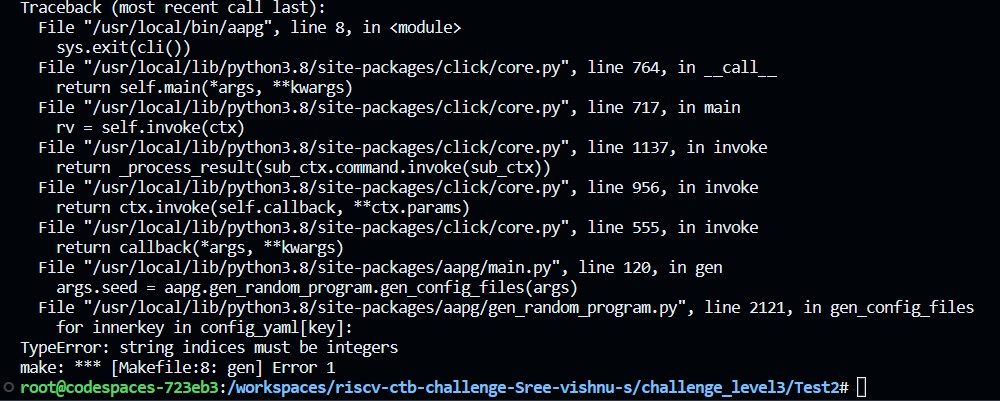 Traceback (most recent call last):
File "/usr/local/bin/aapg", line 8, in <module>
sys.exit(cli())
File "/usr/local/lib/python3.8/site-packages/click/core.py", line 764, in __call__
return self.main(*args, **kwargs)
File "/usr/local/lib/python3.8/site-packages/click/core.py", line 717, in main
rv = self.invoke(ctx)
File "/usr/local/lib/python3.8/site-packages/click/core.py", line 1137, in invoke
return _process_result(sub_ctx.command.invoke(sub_ctx))
File "/usr/local/lib/python3.8/site-packages/click/core.py", line 956, in invoke
return ctx.invoke(self.callback, **ctx.params)
File "/usr/local/lib/python3.8/site-packages/click/core.py", line 555, in invoke
return callback(*args, **kwargs)
File "/usr/local/lib/python3.8/site-packages/aapg/main.py", line 120, in gen
args.seed = aapg.gen_random_program.gen_config_files(args)
File "/usr/local/lib/python3.8/site-packages/aapg/gen_random_program.py", line 2121, in gen_config_files
for innerkey in config_yaml[key]:
TypeError: string indices must be integers
make: *** [Makefile:8: gen] Error 1
root@codespaces-723eb3:/workspaces/riscv-ctb-challenge-Sree-vishnu-s/challenge_level3/Test2#